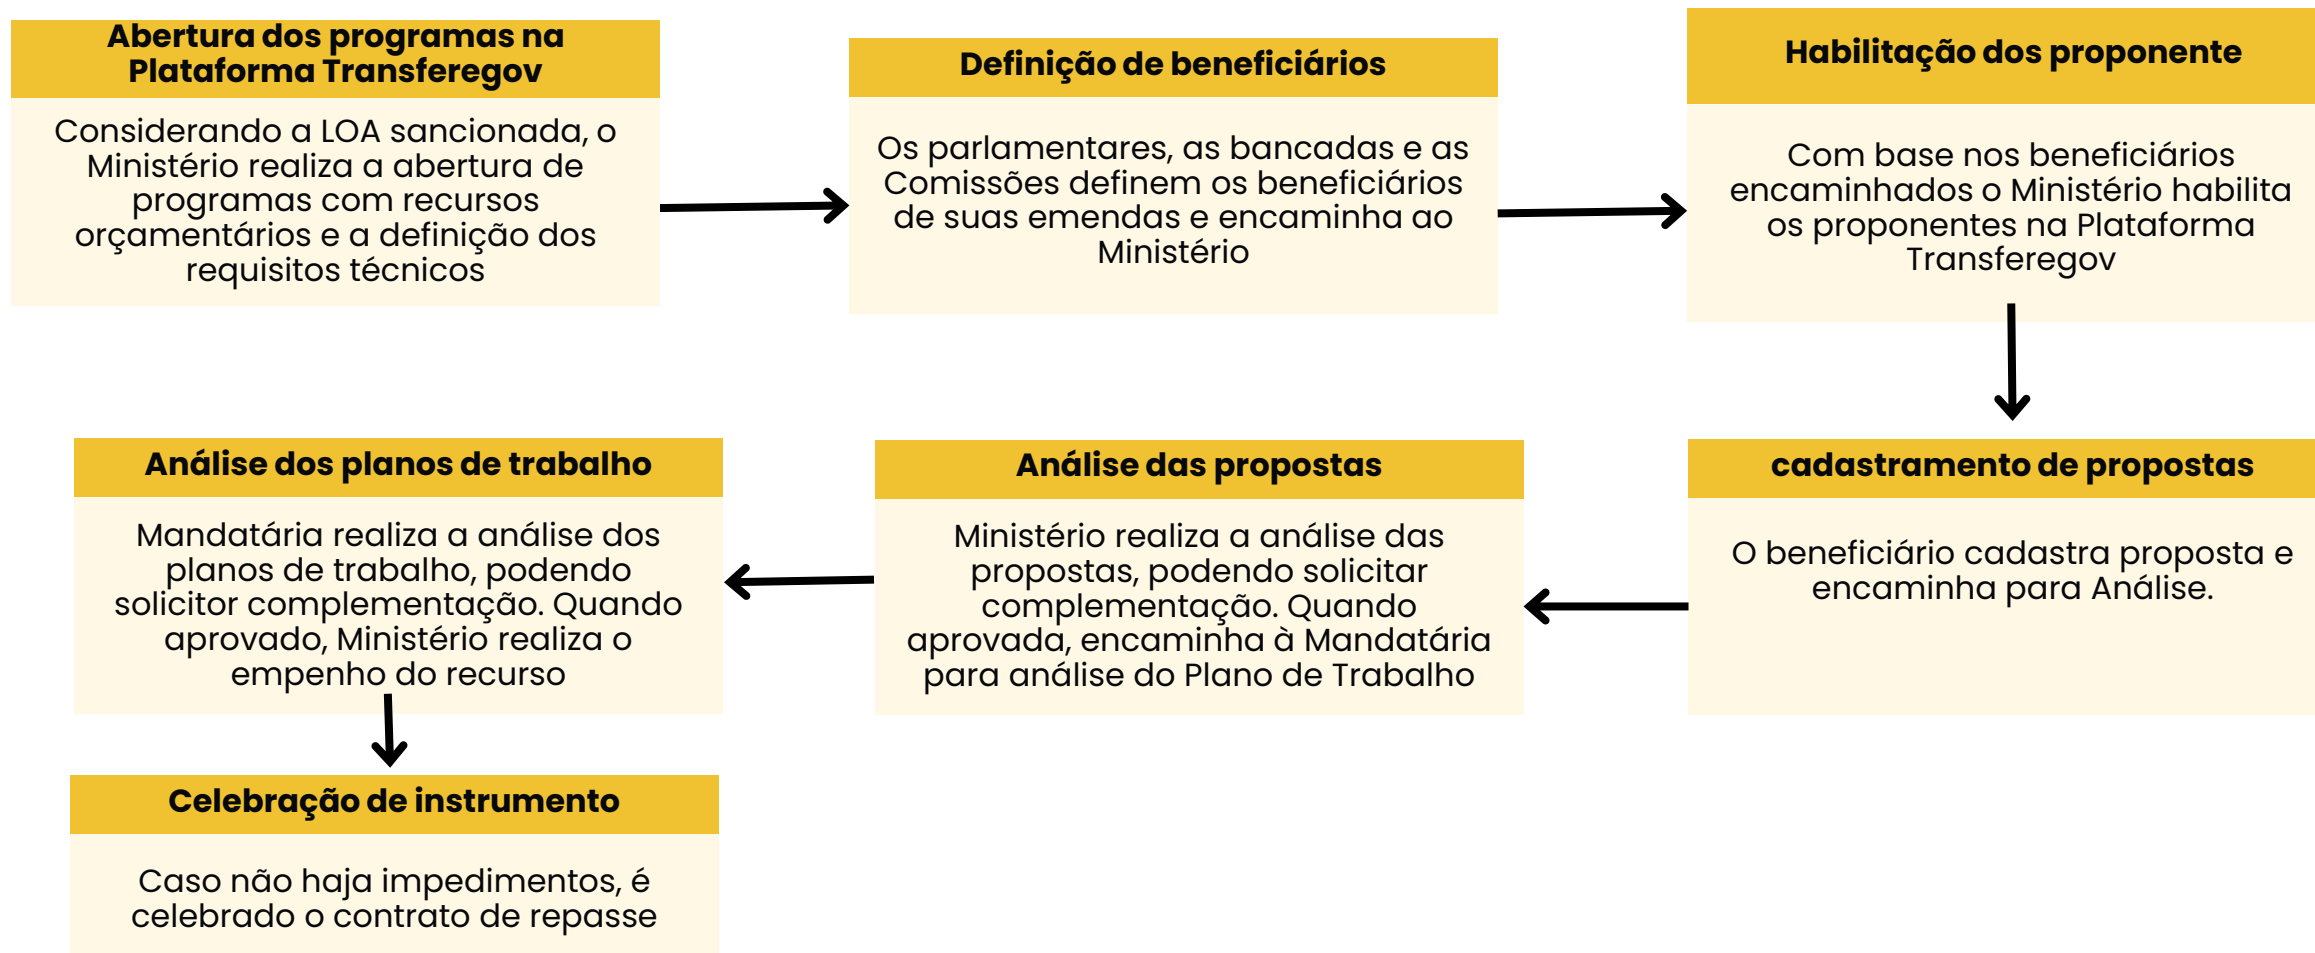 Abertura dos programas na
Plataforma Transferegov
Considerando a LOA sancionada, o
Ministério realiza a abertura de
programas com recursos
orçamentários e a definição dos
requisitos técnicos
Definição de beneficiários
Os parlamentares, as bancadas e as
Comissões definem os beneficiários
de suas emendas e encaminha ao
Ministério
Habilitação dos proponente
Com base nos beneficiários
encaminhados o Ministério habilita
os proponentes na Plataforma
Transferegov
cadastramento de propostas
O beneficiário cadastra proposta e
encaminha para Análise.
Análise das propostas
Ministério realiza a análise das
propostas, podendo solicitar
complementação. Quando
aprovada, encaminha à Mandatária
para análise do Plano de Trabalho
Análise dos planos de trabalho
Mandatária realiza a análise dos
planos de trabalho, podendo
solicitor complementação. Quando
aprovado, Ministério realiza o
empenho do recurso
Celebração de instrumento
Caso não haja impedimentos, é
celebrado o contrato de repasse